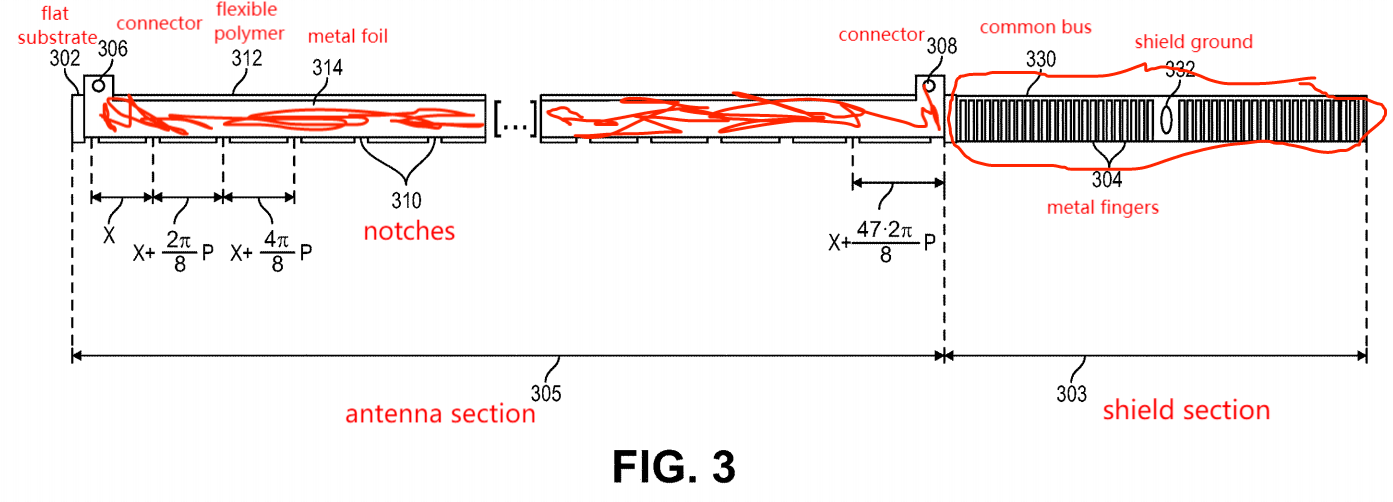 flat
substrate
302
connector
306
flexible
polymer
312
metal foil
314
connector
308
common bus
330
shield ground
332
[...]
310
notches
304
metal fingers
X
X+ 2π/8 P
X+ 4π/8 P
X+ 47·2π/8 P
305
antenna section
303
shield section
FIG. 3